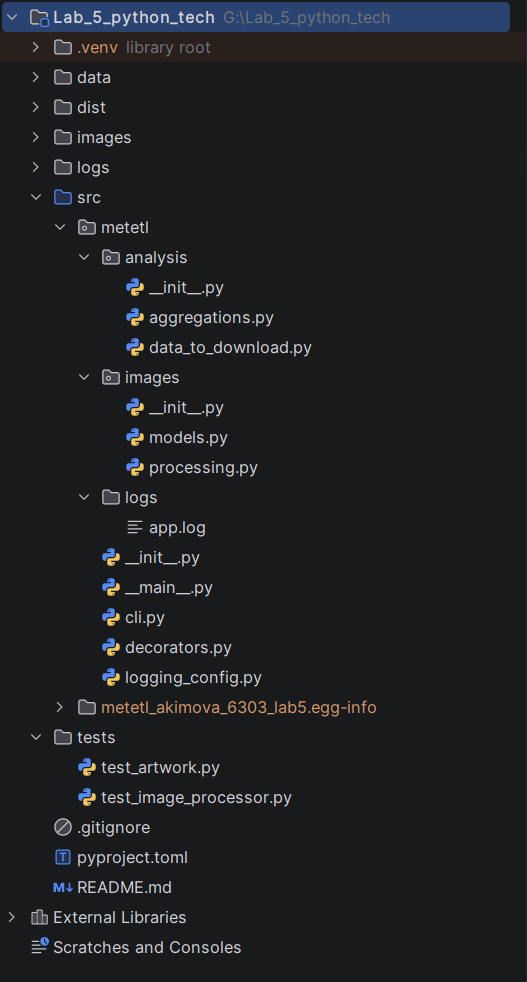 Lab_5_python_tech G:\Lab_5_python_tech
.venv library root
data
dist
images
logs
src
metetl
analysis
__init__.py
aggregations.py
data_to_download.py
images
__init__.py
models.py
processing.py
logs
app.log
__init__.py
__main__.py
cli.py
decorators.py
logging_config.py
metetl_akimova_6303_lab5.egg-info
tests
test_artwork.py
test_image_processor.py
.gitignore
T pyproject.toml
M↓ README.md
External Libraries
Scratches and Consoles